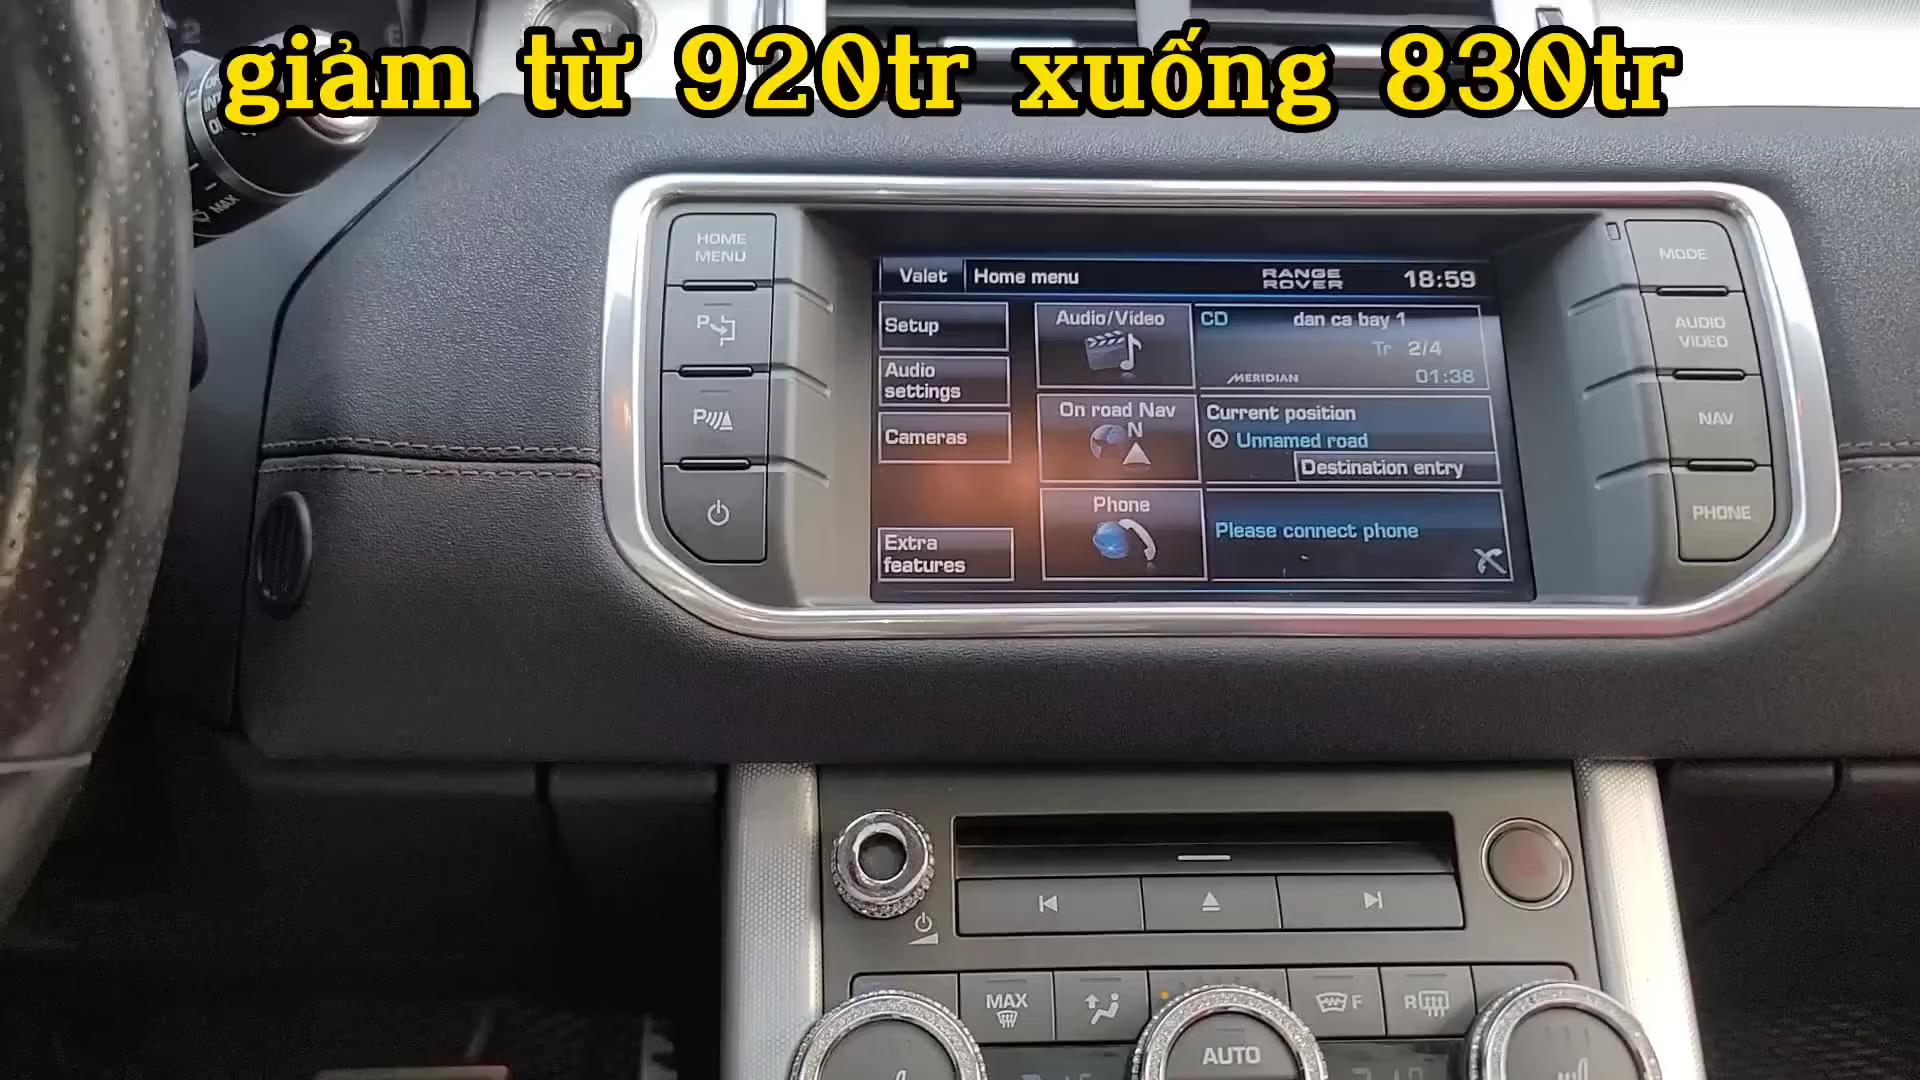 giảm từ 920tr xuống 830tr
HOME
MENU
MODE
Valet
Home menu
RANGE
ROVER
18:59
Setup
Audio/Video
CD
dan ca bay 1
Tr 2/4
MERIDIAN
01:38
AUDIO
VIDEO
Audio
settings
On road Nav
N
Current position
Unnamed road
Destination entry
NAV
Cameras
Phone
Please connect phone
PHONE
Extra
features
MAX
MAX
F
R
AUTO